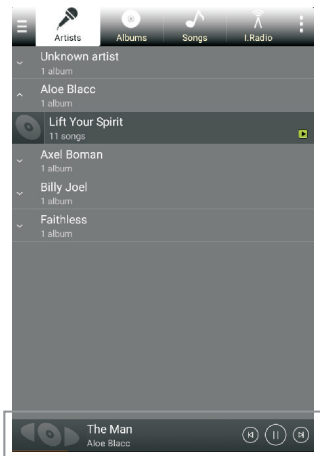 Artists
Albums
Songs
I.Radio
Unknown artist
1 album
Aloe Blacc
1 album
Lift Your Spirit
11 songs
Axel Boman
1 album
Billy Joel
1 album
Faithless
1 album
The Man
Aloe Blacc